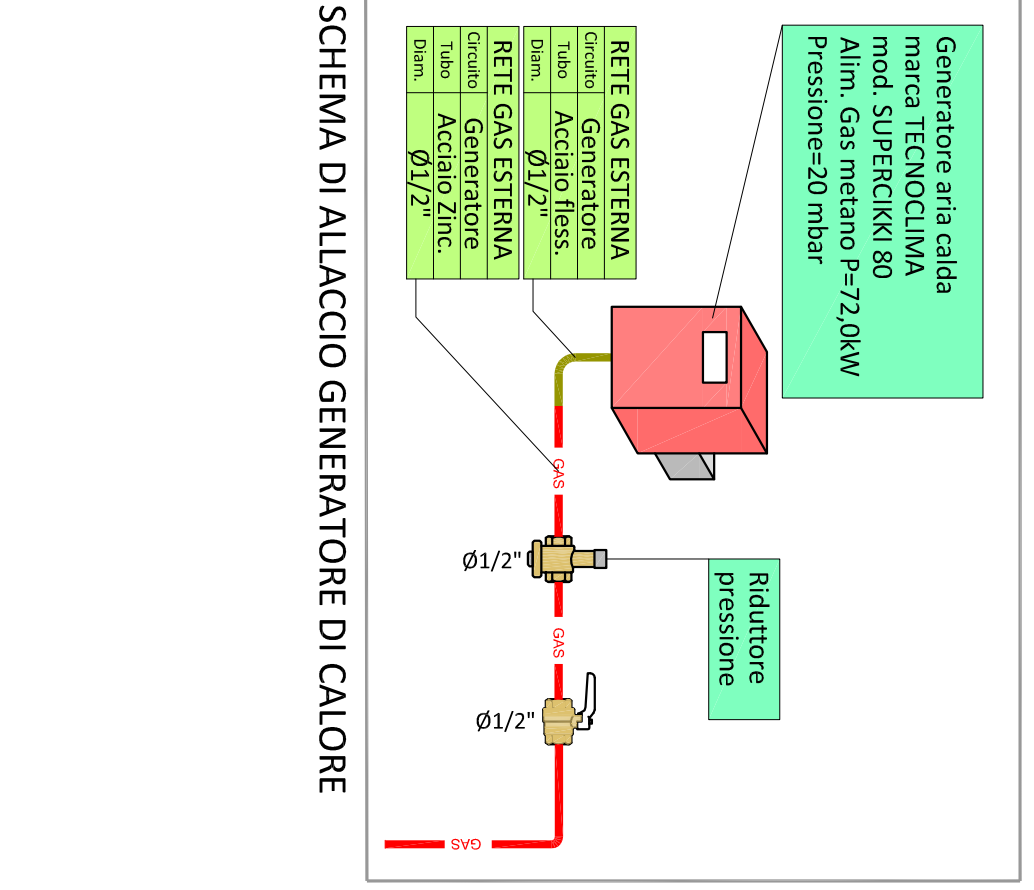 Generatore aria calda
marca TECNOCLIMA
mod. SUPERCIKKI 80
Alim. Gas metano P=72,0kW
Pressione=20 mbar
RETE GAS ESTERNA
Circuito Generatore
Tubo Acciaio fless.
Diam. Ø1/2"
RETE GAS ESTERNA
Circuito Generatore
Tubo Acciaio Zinc.
Diam. Ø1/2"
Riduttore
pressione
GAS
Ø1/2"
GAS
Ø1/2"
GAS
SCHEMA DI ALLACCIO GENERATORE DI CALORE